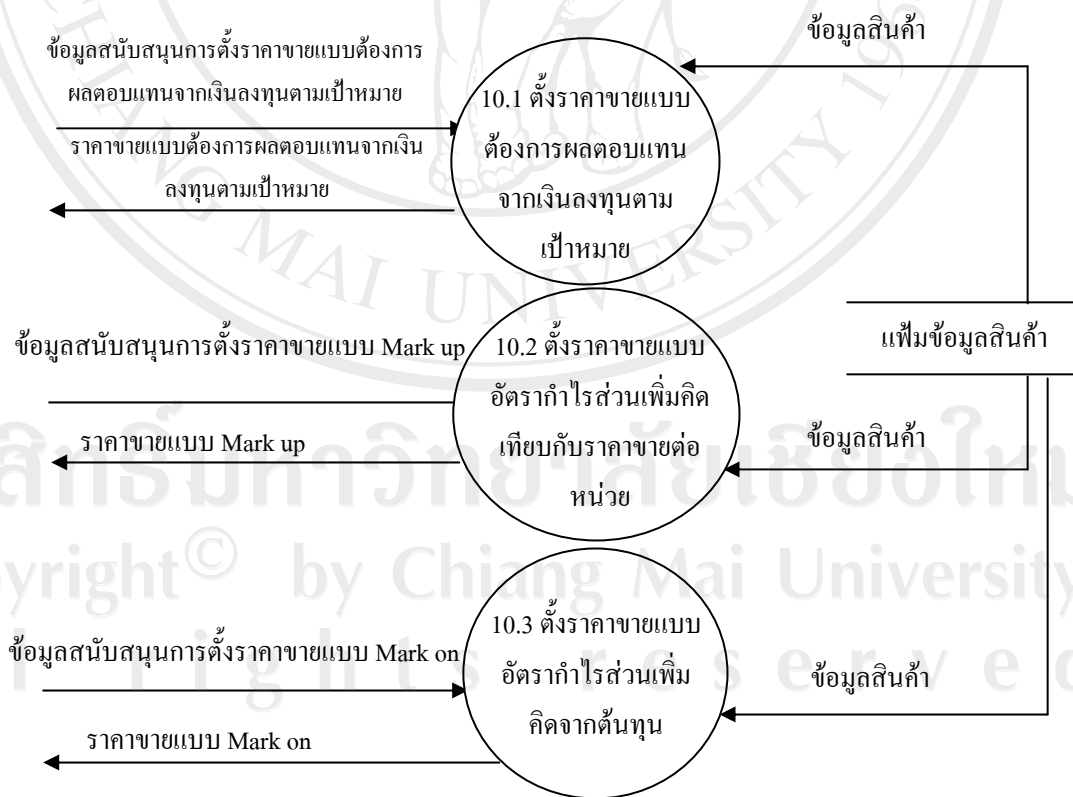 ข้อมูลสินค้า
ข้อมูลสนับสนุนการตั้งราคาขายแบบต้องการ
ผลตอบแทนจากเงินลงทุนตามเป้าหมาย
ราคาขายแบบต้องการผลตอบแทนจากเงิน
ลงทุนตามเป้าหมาย
10.1 ตั้งราคาขายแบบ
ต้องการผลตอบแทน
จากเงินลงทุนตาม
เป้าหมาย
แฟ้มข้อมูลสินค้า
ข้อมูลสนับสนุนการตั้งราคาขายแบบ Mark up
ราคาขายแบบ Mark up
10.2 ตั้งราคาขายแบบ
อัตรากำไรส่วนเพิ่มคิด
เทียบกับราคาขายต่อ
หน่วย
ข้อมูลสินค้า
ข้อมูลสนับสนุนการตั้งราคาขายแบบ Mark on
ราคาขายแบบ Mark on
10.3 ตั้งราคาขายแบบ
อัตรากำไรส่วนเพิ่ม
คิดจากต้นทุน
ข้อมูลสินค้า
CHIANG MAI UNIVERSITY 196
สิทธิ์มหาวิทยาลัยเชียงใหม
yright© by Chiang Mai University
l rights reserved